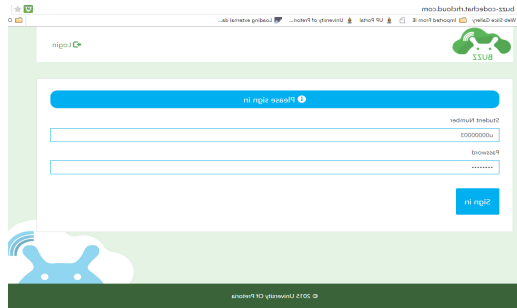 buzz-codechat.rhcloud.com
Web Slice Gallery Imported From IE UP Portal University of Pretori... Loading external da...
BUZZ
Login
Please sign in
Student Number
u00000003
Password
Sign in
© 2015 University Of Pretoria